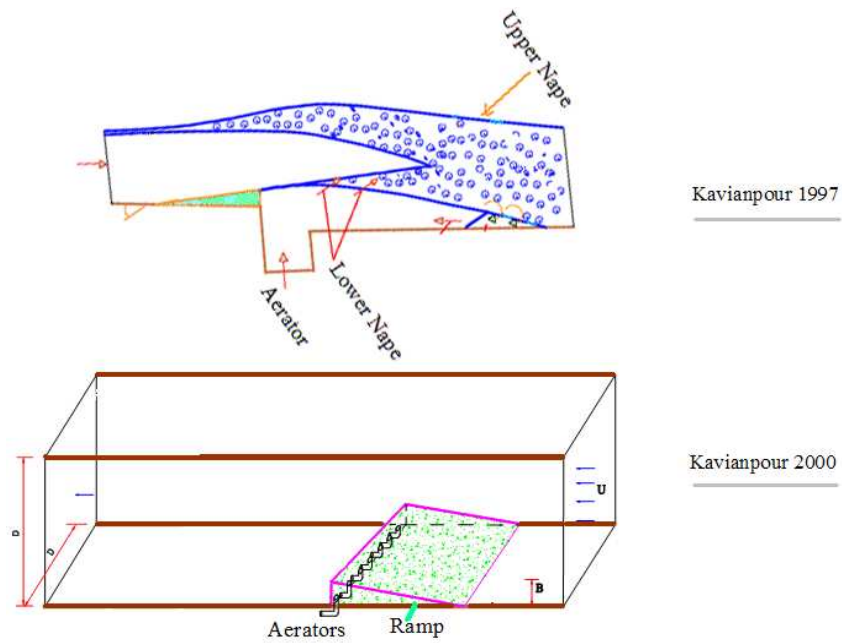 Upper Nape
Kavianpour 1997
Lower Nape
Aerator
Kavianpour 2000
U
D
D
B
Aerators
Ramp